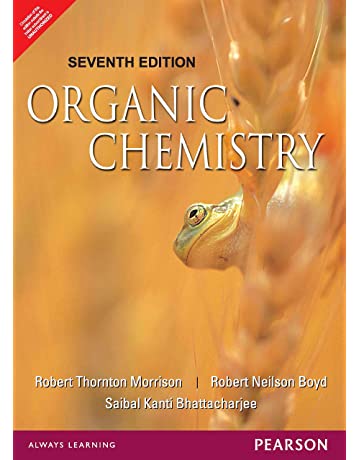 SEVENTH EDITION
ORGANIC
CHEMISTRY
Robert Thornton Morrison | Robert Neilson Boyd
Saibal Kanti Bhattacharjee
ALWAYS LEARNING
PEARSON